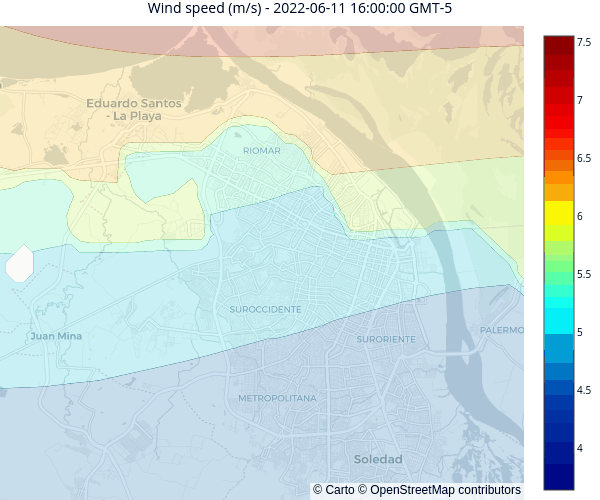 Wind speed (m/s) - 2022-06-11 16:00:00 GMT-5
7.5
Eduardo Santos
- La Playa
7
RIOMAR
6.5
6
5.5
SUROCCIDENTE
5
Juan Mina
SURORIENTE
PALERMO
4.5
METROPOLITANA
4
Soledad
© Carto © OpenStreetMap contributors